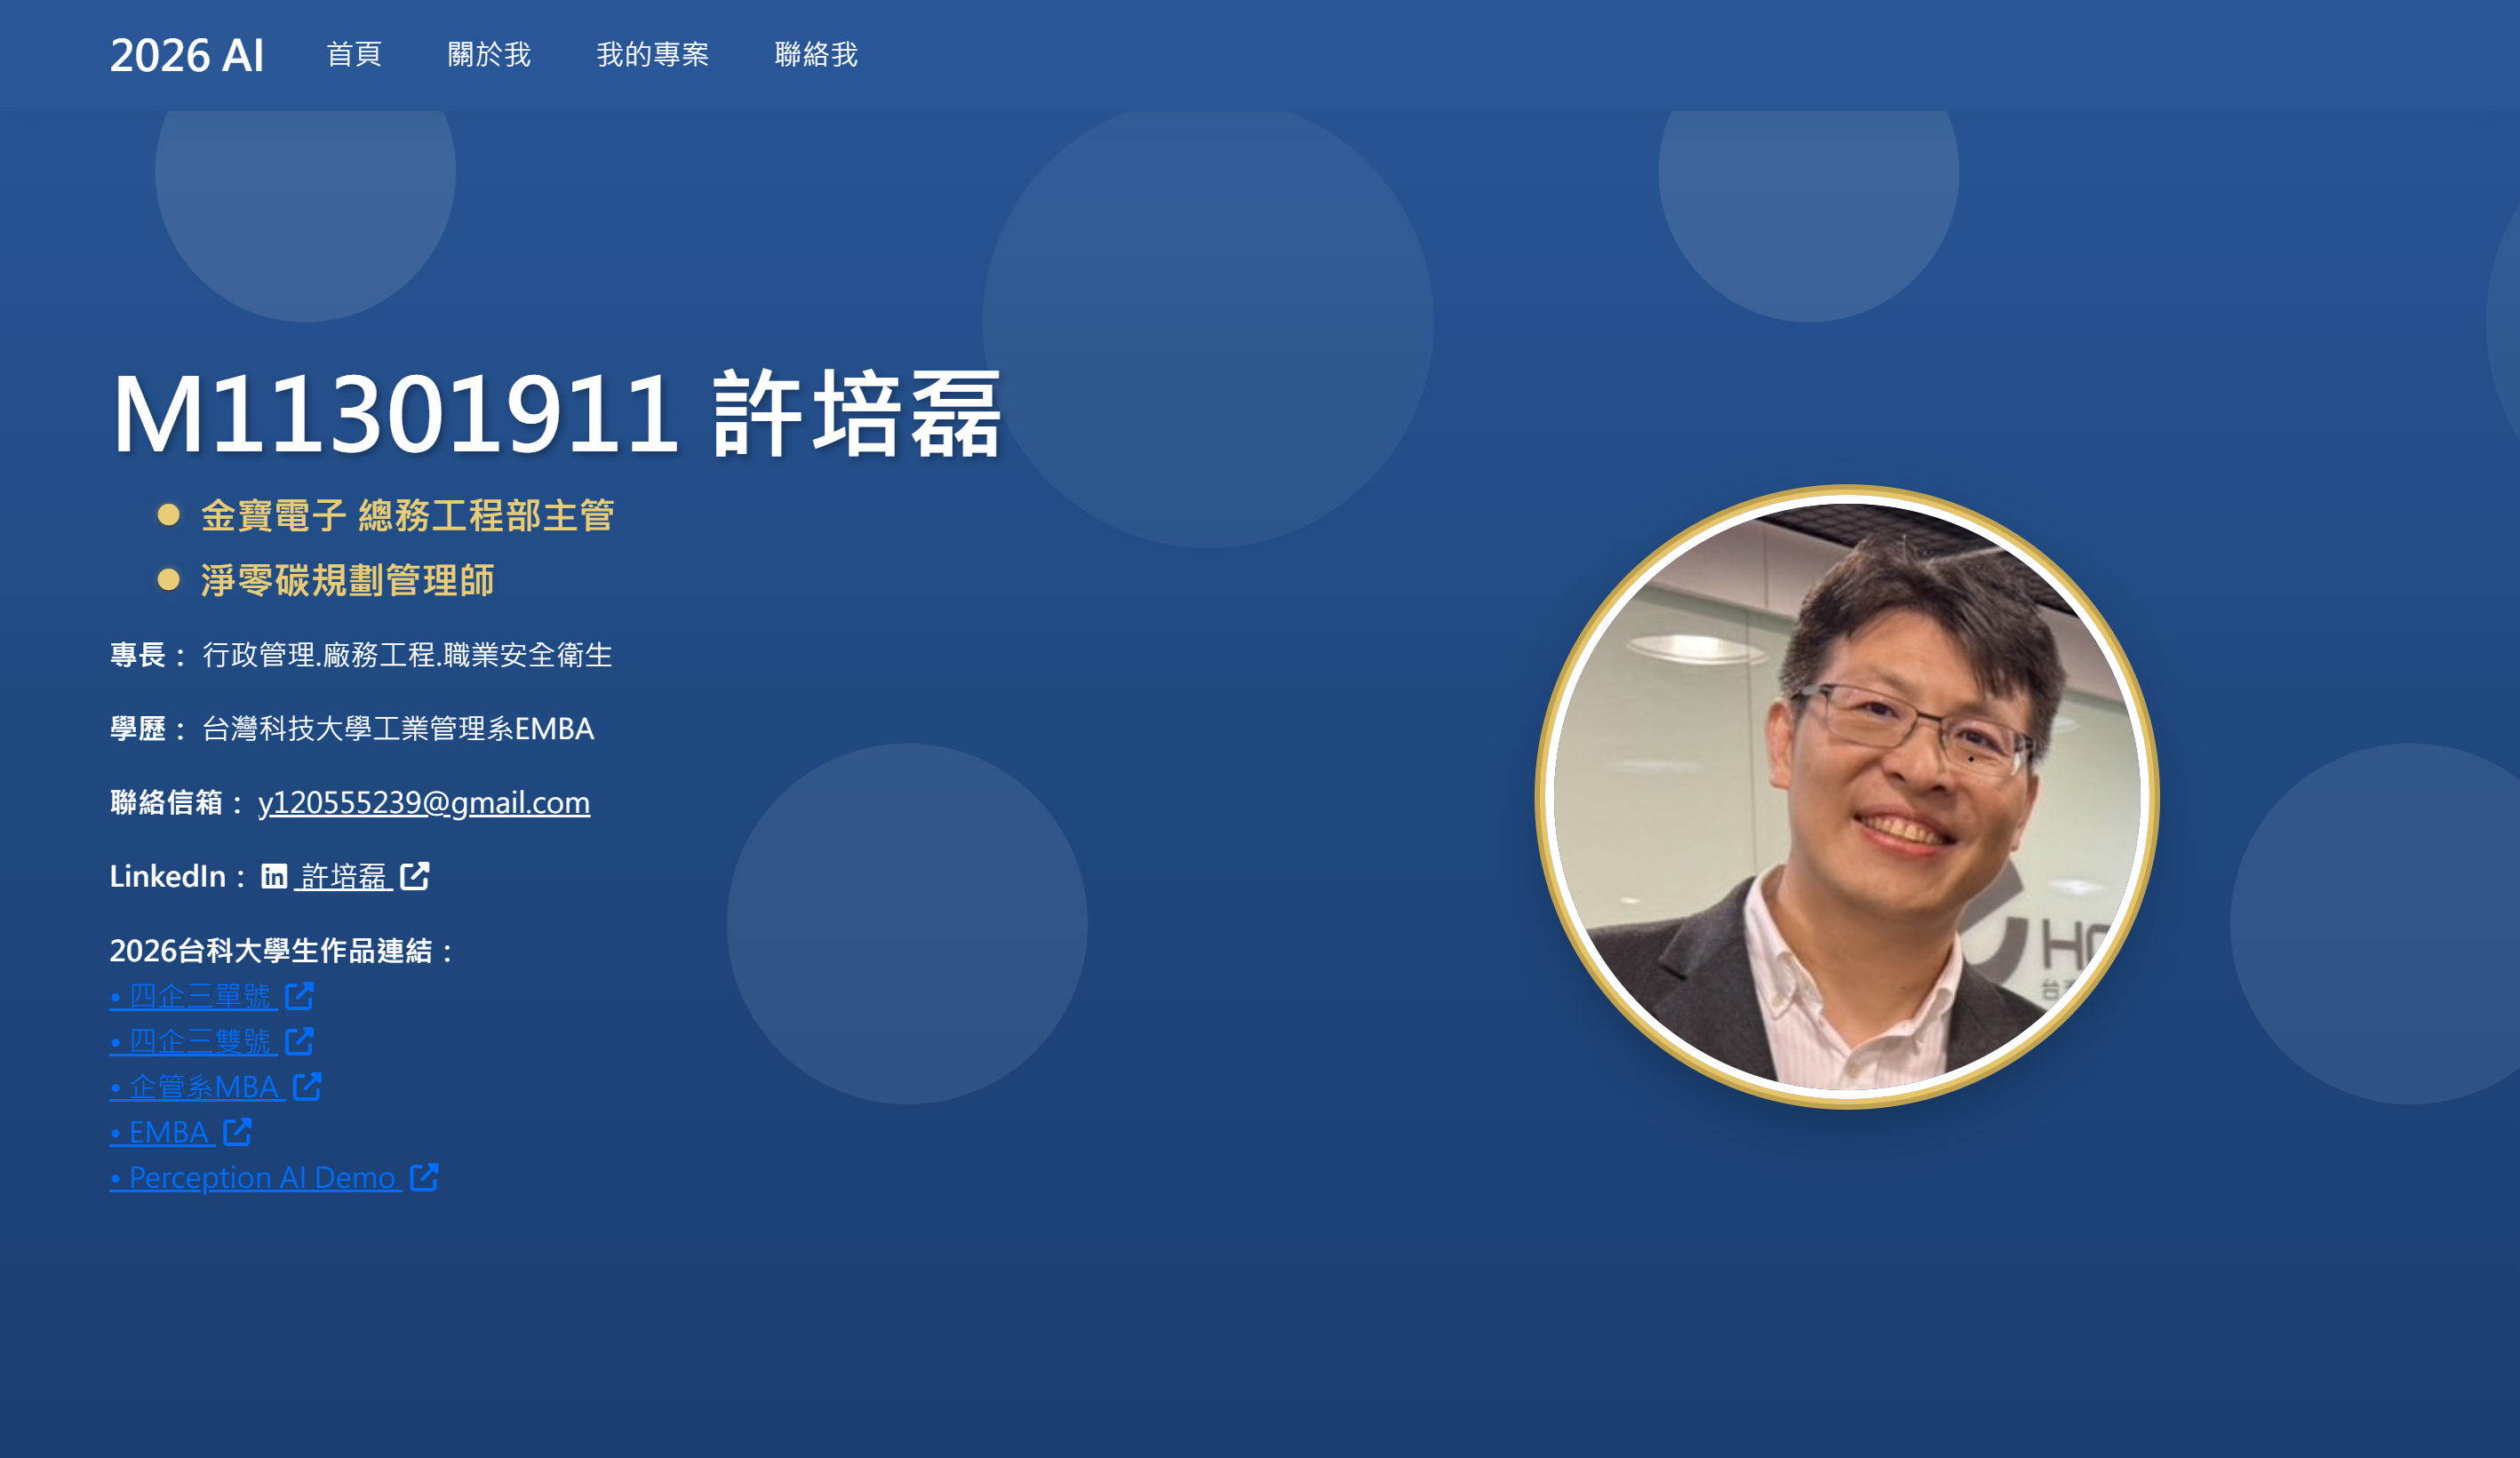 2026 AI 首頁 關於我 我的專案 聯絡我
M11301911 許培磊
金寶電子 總務工程部主管
淨零碳規劃管理師
專長： 行政管理.廠務工程.職業安全衛生
學歷： 台灣科技大學工業管理系EMBA
聯絡信箱： y120555239@gmail.com
LinkedIn： in 許培磊
2026台科大學生作品連結：
• 四企三單號
• 四企三雙號
• 企管系MBA
• EMBA
• Perception AI Demo
台